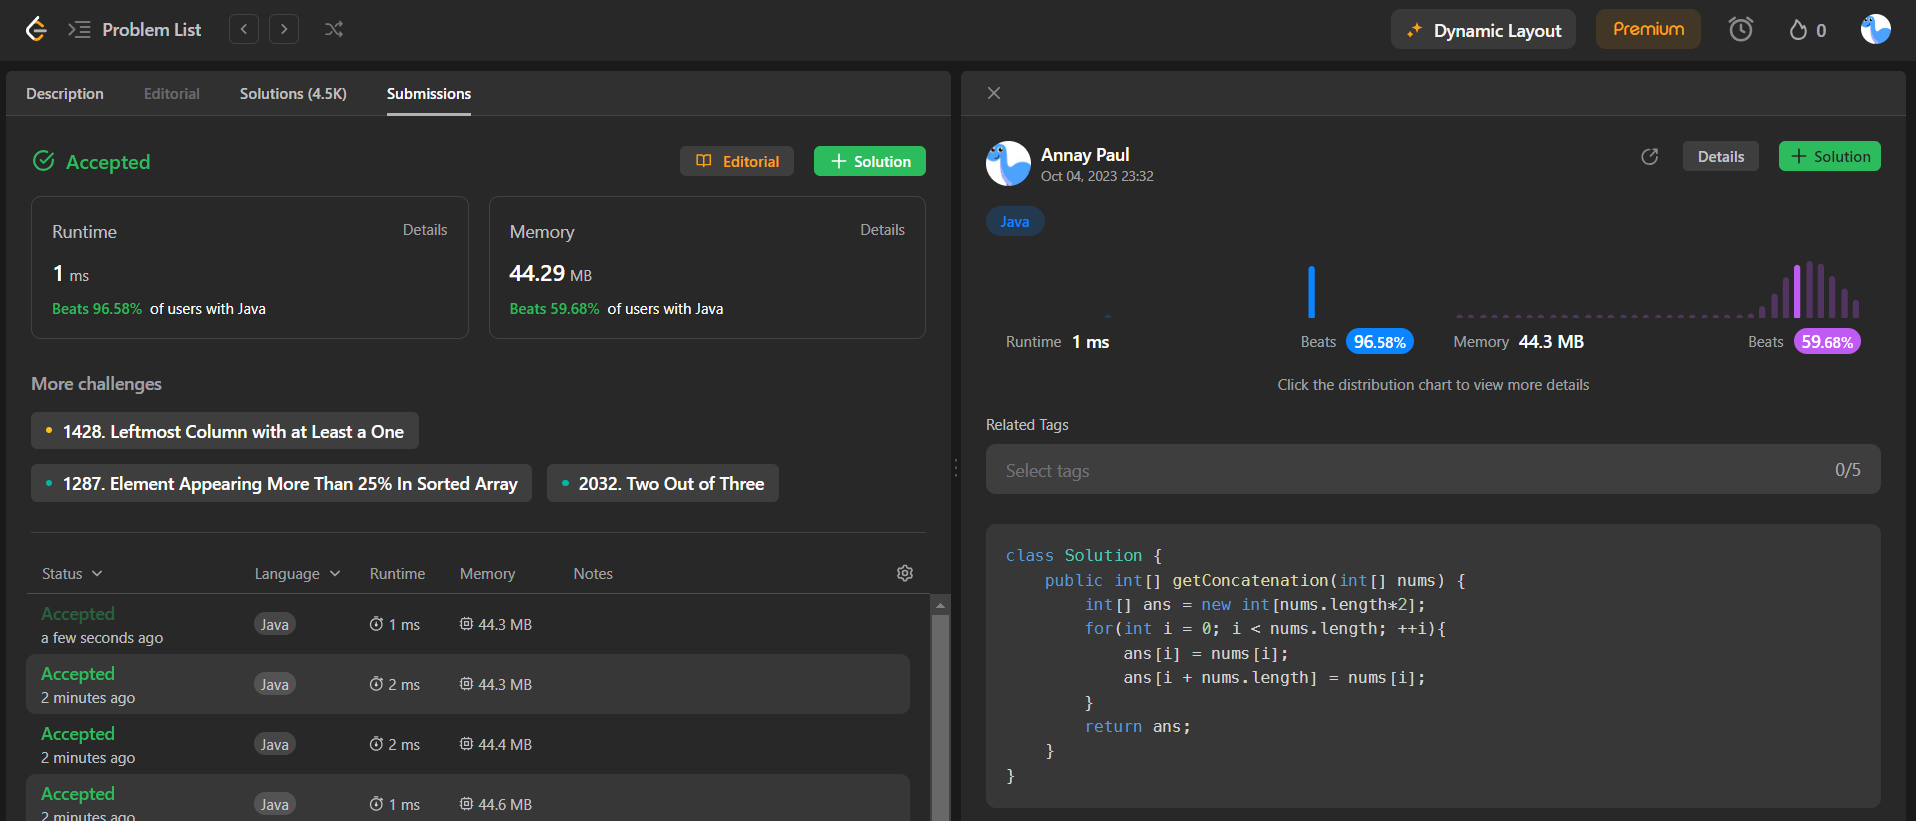 Problem List
Dynamic Layout
Premium
0
Description Editorial Solutions (4.5K) Submissions
Accepted
Editorial
Solution
Runtime Details
1 ms
Beats 96.58% of users with Java
Memory Details
44.29 MB
Beats 59.68% of users with Java
More challenges
1428. Leftmost Column with at Least a One
1287. Element Appearing More Than 25% In Sorted Array
2032. Two Out of Three
Status Language Runtime Memory Notes
Accepted
a few seconds ago
Java 1 ms 44.3 MB
Accepted
2 minutes ago
Java 2 ms 44.3 MB
Accepted
2 minutes ago
Java 2 ms 44.4 MB
Accepted
2 minutes ago
Java 1 ms 44.6 MB
Annay Paul
Oct 04, 2023 23:32
Details
Solution
Java
Runtime 1 ms Beats 96.58%
Memory 44.3 MB Beats 59.68%
Click the distribution chart to view more details
Related Tags
Select tags 0/5
class Solution {
    public int[] getConcatenation(int[] nums) {
        int[] ans = new int[nums.length*2];
        for(int i = 0; i < nums.length; ++i){
            ans[i] = nums[i];
            ans[i + nums.length] = nums[i];
        }
        return ans;
    }
}